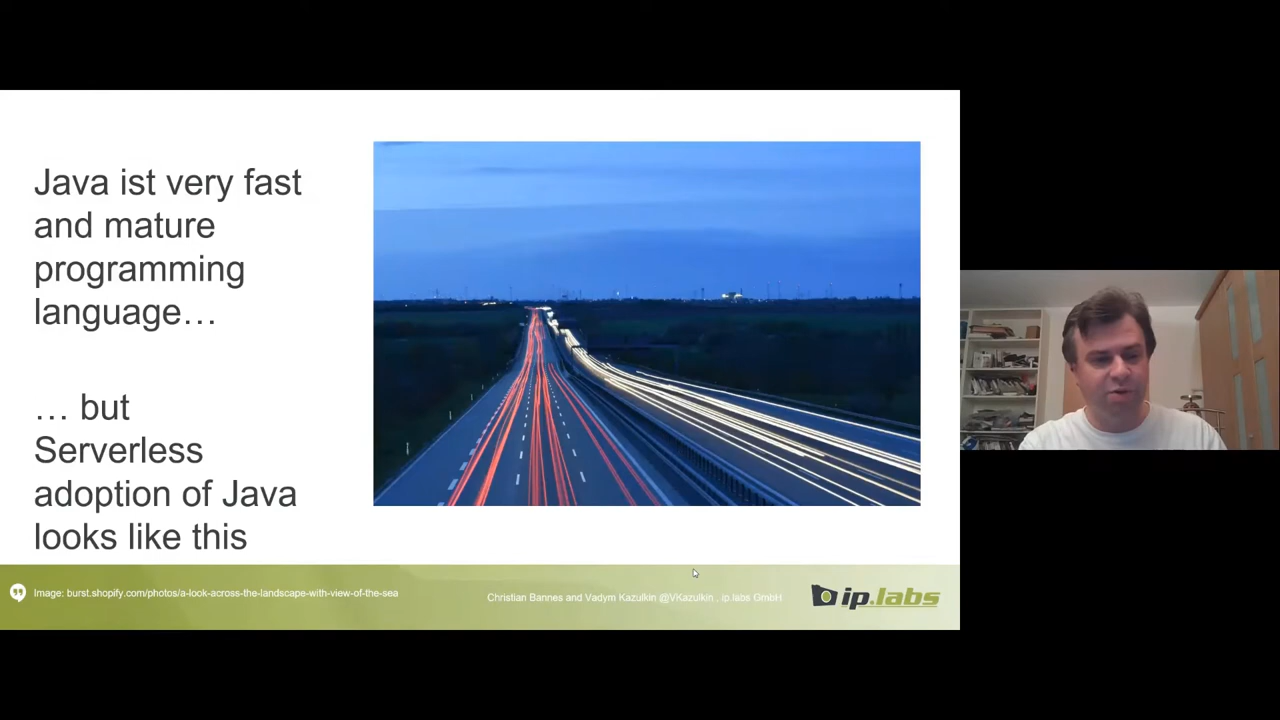 Java ist very fast
and mature
programming
language…
… but
Serverless
adoption of Java
looks like this
Image: burst.shopify.com/photos/a-look-across-the-landscape-with-view-of-the-sea
Christian Bannes and Vadym Kazulkin @VKazulkin , ip.labs GmbH
ip.labs